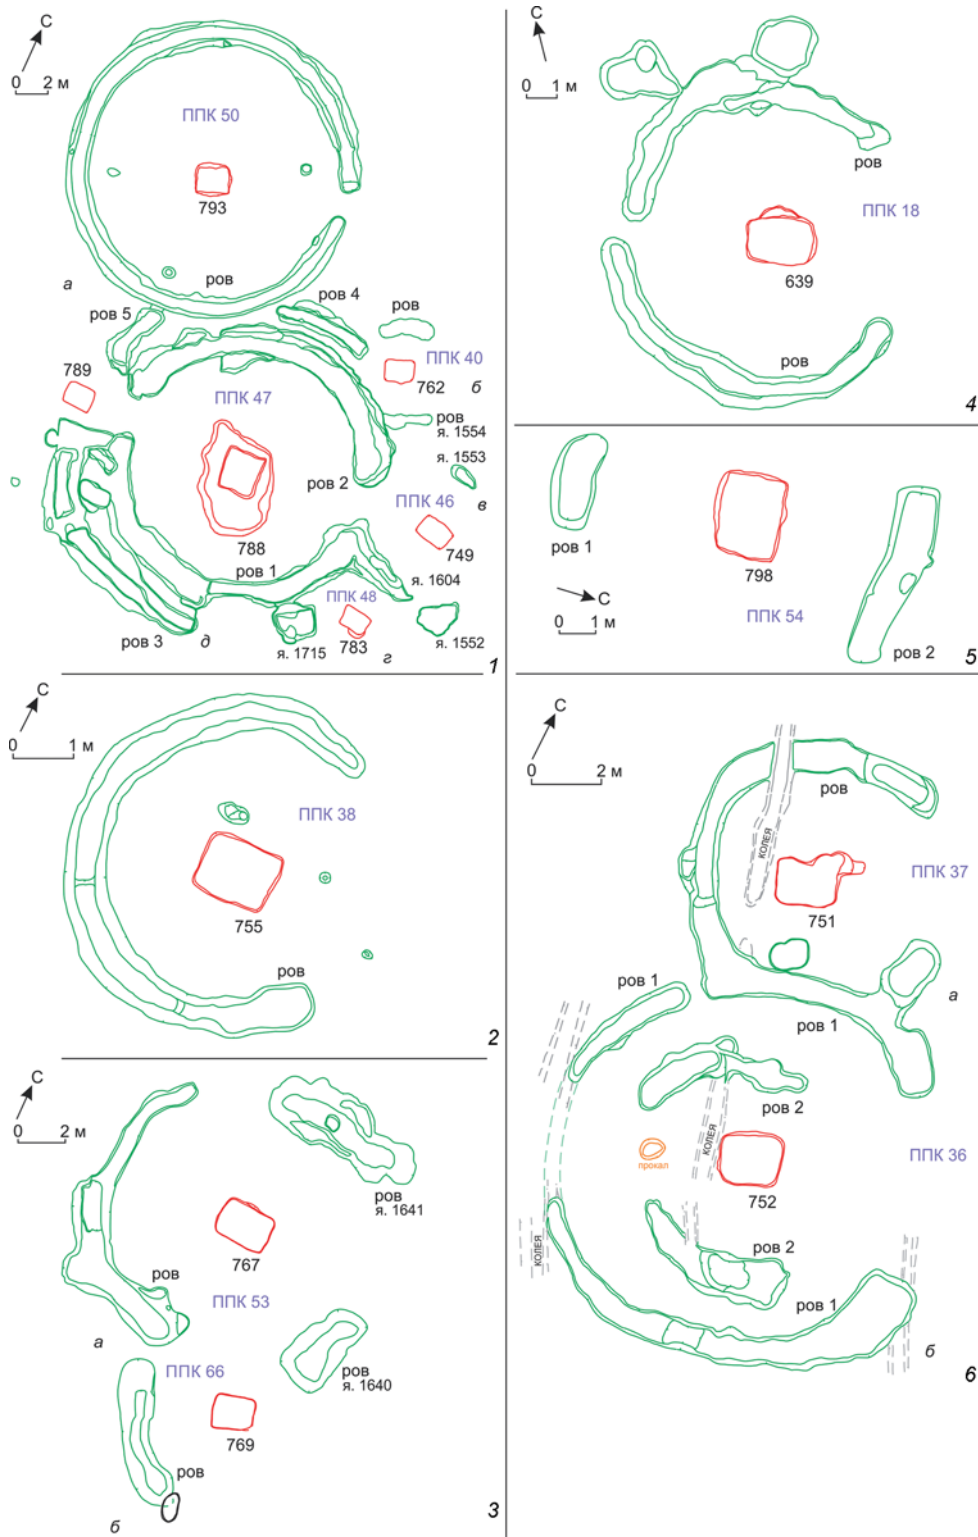 С
0 2 м
ППК 50
793
ров
а
ров 5
ров 4
ров
ППК 40
789
762
б
ППК 47
ров
я. 1554
я. 1553
ров 2
ППК 46
в
749
788
ров 1
я. 1604
ППК 48
ров 3
д
783
я. 1715
г
я. 1552
1
С
0 1 м
ППК 38
755
ров
2
С
0 2 м
ров
я. 1641
767
ров
ППК 53
а
ППК 66
ров
я. 1640
769
ров
б
3
С
0 1 м
ров
ППК 18
639
ров
4
ров 1
798
С
0 1 м
ППК 54
ров 2
5
С
0 2 м
ров
КОЛЕЯ
ППК 37
751
а
ров 1
ров 1
ров 2
КОЛЕЯ
прокал
ППК 36
752
КОЛЕЯ
ров 2
ров 1
б
6